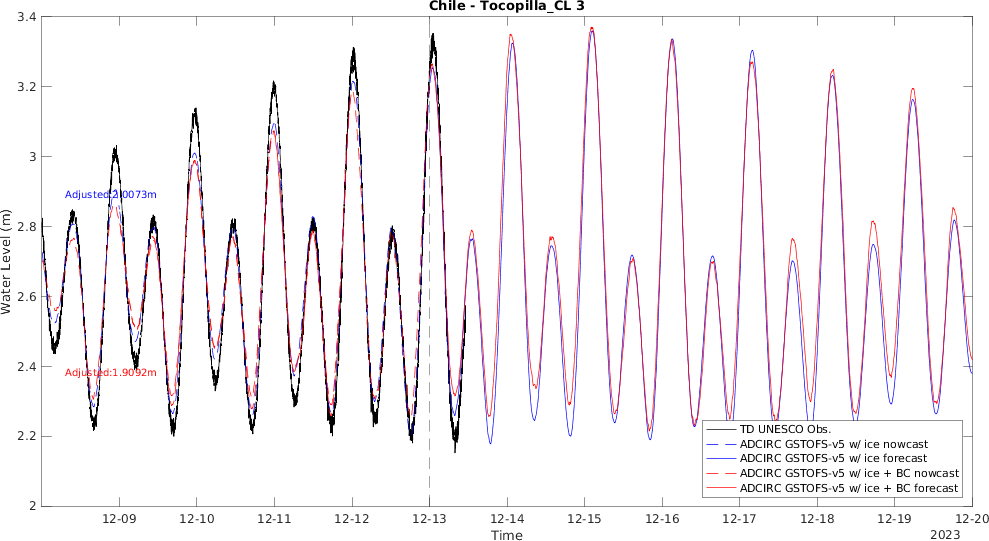 Chile - Tocopilla_CL 3
3.4
3.2
3
2.8
2.6
2.4
2.2
2
Water Level (m)
Adjusted:2.0073m
Adjusted:1.9092m
TD UNESCO Obs.
ADCIRC GSTOFS-v5 w/ ice nowcast
ADCIRC GSTOFS-v5 w/ ice forecast
ADCIRC GSTOFS-v5 w/ ice + BC nowcast
ADCIRC GSTOFS-v5 w/ ice + BC forecast
12-09 12-10 12-11 12-12 12-13 12-14 12-15 12-16 12-17 12-18 12-19 12-20
Time
2023